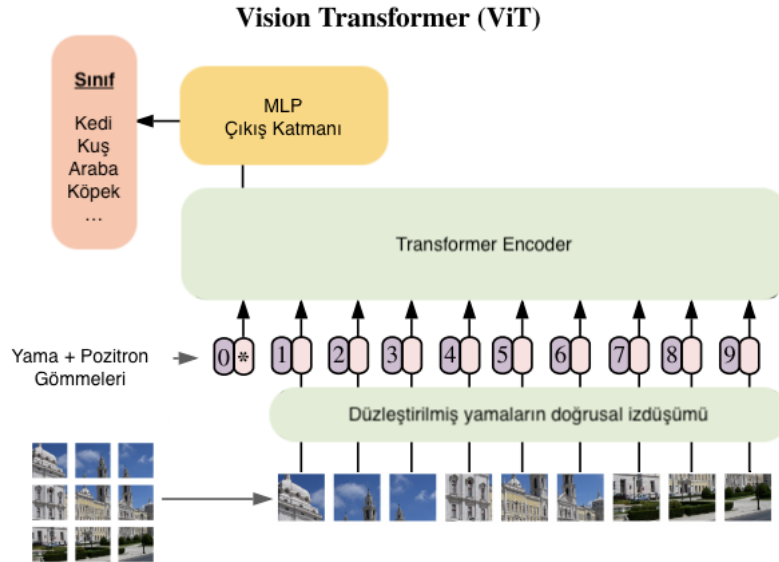 Vision Transformer (ViT)
Sınıf
Kedi
Kuş
Araba
Köpek
...
MLP
Çıkış Katmanı
Transformer Encoder
Yama + Pozitron
Gömmeleri
0 * 1 2 3 4 5 6 7 8 9
Düzleştirilmiş yamaların doğrusal izdüşümü